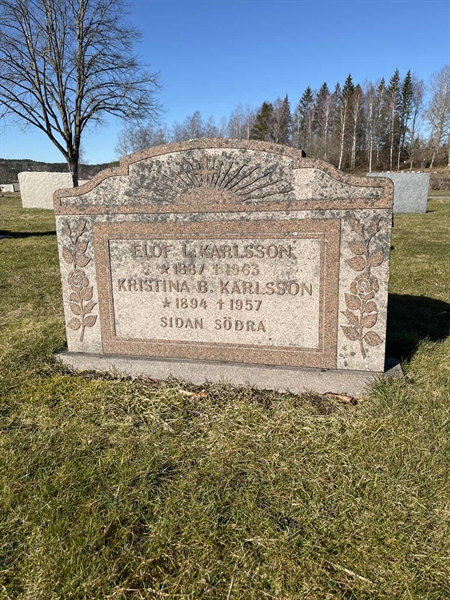 ELOF L. KARLSSON
★ 1887 † 1963
KRISTINA B. KARLSSON
★ 1894 † 1957
SIDAN SÖDRA